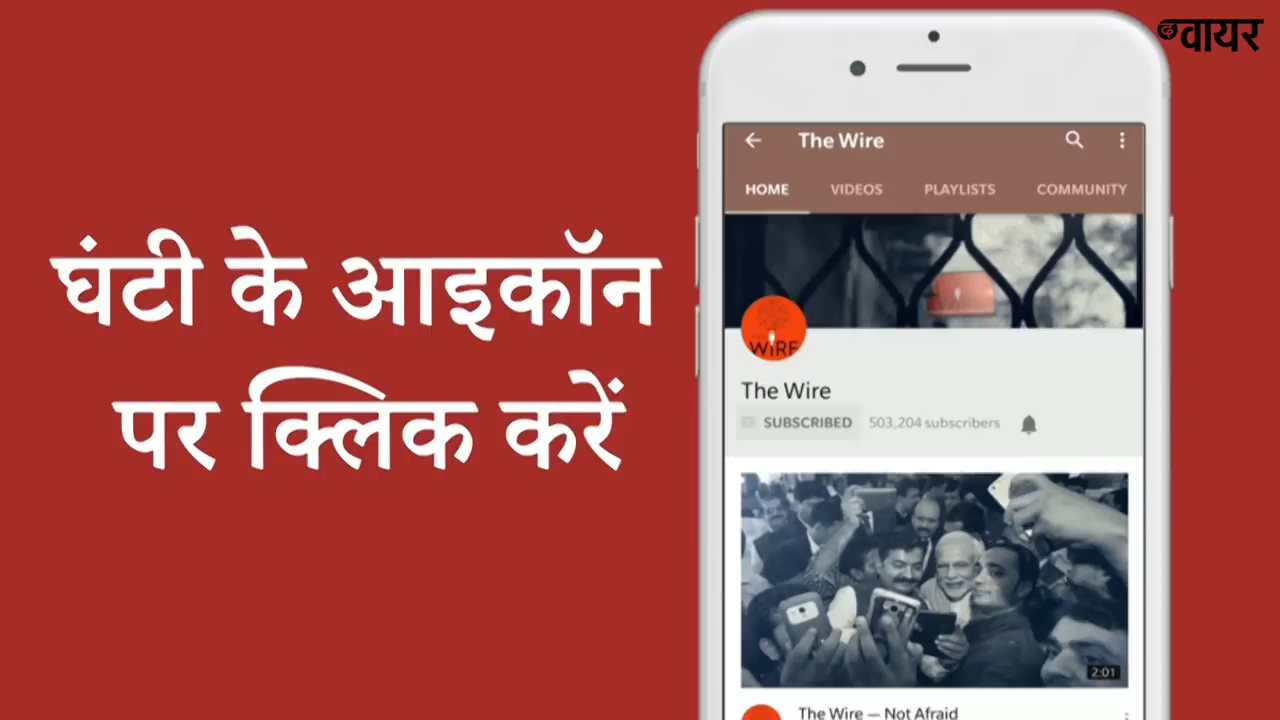 द वायर
The Wire
HOME VIDEOS PLAYLISTS COMMUNITY
घंटी के आइकॉन
पर क्लिक करें
WIRE
The Wire
SUBSCRIBED 503,204 subscribers
2:01
The Wire — Not Afraid